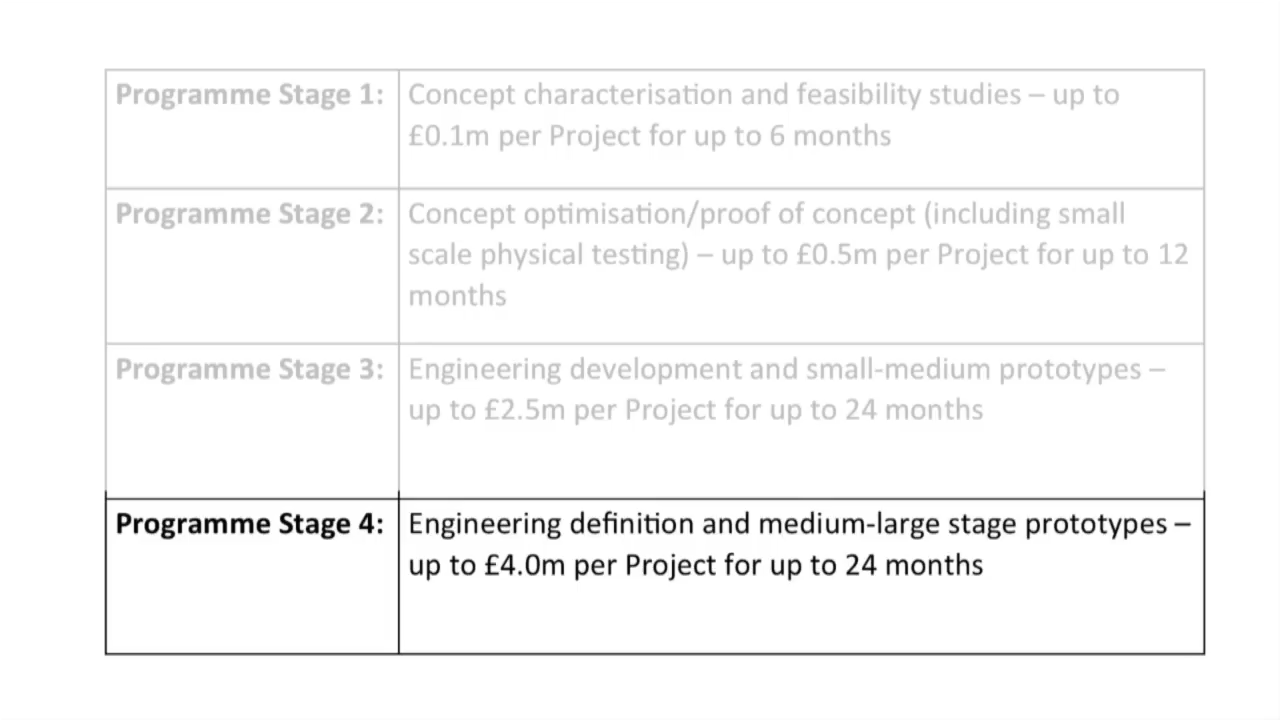 Programme Stage 1:
Concept characterisation and feasibility studies – up to
£0.1m per Project for up to 6 months
Programme Stage 2:
Concept optimisation/proof of concept (including small
scale physical testing) – up to £0.5m per Project for up to 12
months
Programme Stage 3:
Engineering development and small-medium prototypes –
up to £2.5m per Project for up to 24 months
Programme Stage 4:
Engineering definition and medium-large stage prototypes –
up to £4.0m per Project for up to 24 months